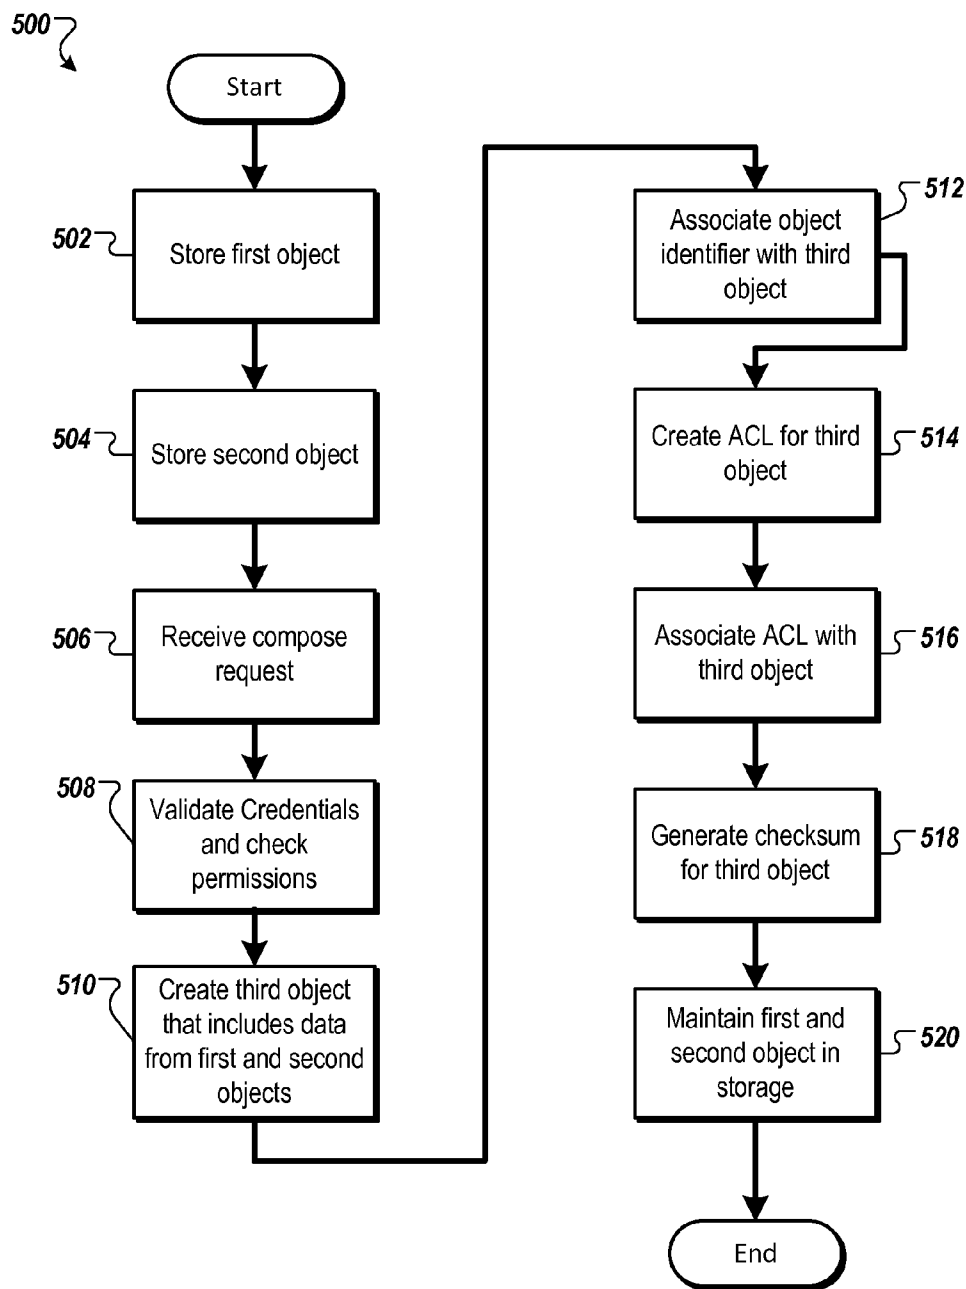 500
Start
502
Store first object
504
Store second object
506
Receive compose
request
508
Validate Credentials
and check
permissions
510
Create third object
that includes data
from first and second
objects
512
Associate object
identifier with third
object
514
Create ACL for third
object
516
Associate ACL with
third object
518
Generate checksum
for third object
520
Maintain first and
second object in
storage
End